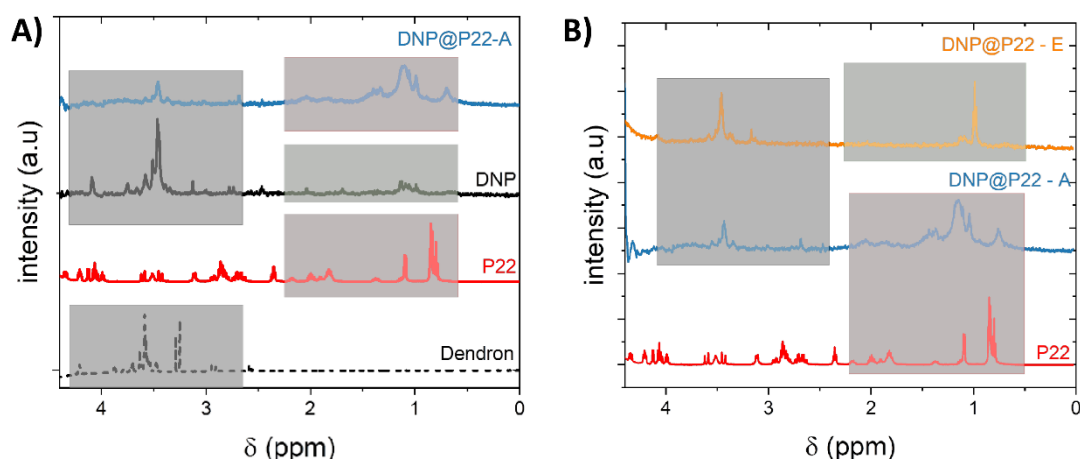 A)
DNP@P22-A
DNP
P22
Dendron
intensity (a.u)
4
3
2
1
0
δ (ppm)
B)
DNP@P22 - E
DNP@P22 - A
P22
intensity (a.u)
4
3
2
1
0
δ (ppm)